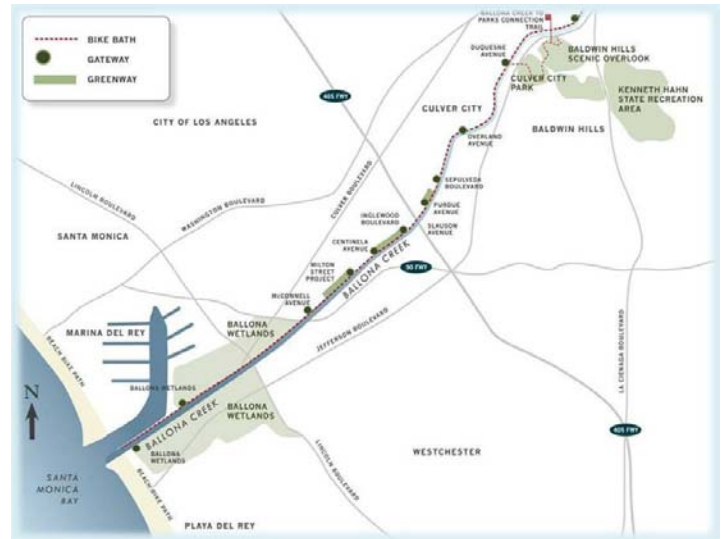 BALLONA CREEK TO
PARKS CONNECTION
TRAIL
BIKE BATH
GATEWAY
GREENWAY
DUQUESNE
AVENUE
BALDWIN HILLS
SCENIC OVERLOOK
CULVER CITY
PARK
KENNETH HAHN
STATE RECREATION
AREA
405 FWY
CULVER CITY
CITY OF LOS ANGELES
OVERLAND
AVENUE
BALDWIN HILLS
SEPULVEDA
BOULEVARD
CULVER BOULEVARD
LINCOLN BOULEVARD
WASHINGTON BOULEVARD
PURDUE
AVENUE
INGLEWOOD
BOULEVARD
SLAUSON
AVENUE
SANTA MONICA
CENTINELA
AVENUE
MILTON
STREET
PROJECT
BALLONA CREEK
90 FWY
McCONNELL
AVENUE
MARINA DEL REY
BALLONA
WETLANDS
JEFFERSON BOULEVARD
LA CIENAGA BOULEVARD
BEACH BIKE PATH
BALLONA WETLANDS
N
BALLONA
WETLANDS
BALLONA CREEK
405 FWY
BALLONA
WETLANDS
WESTCHESTER
LINCOLN BOULEVARD
SANTA
MONICA
BAY
BEACH BIKE PATH
PLAYA DEL REY